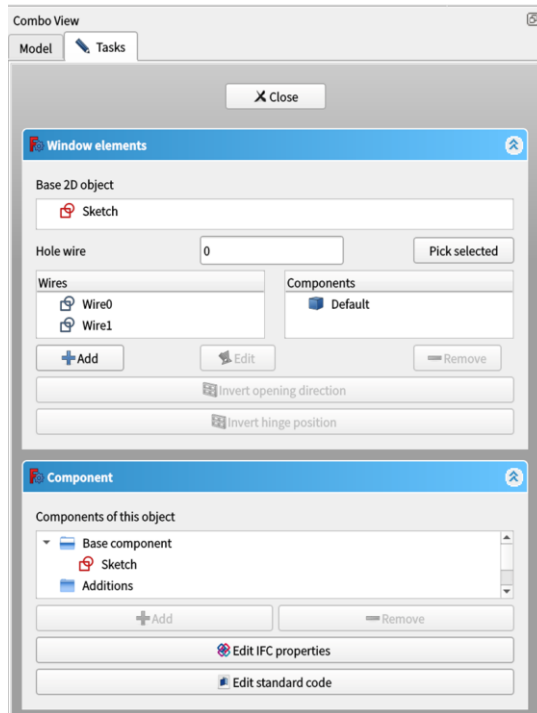 Combo View
Model Tasks
Close
Window elements
Base 2D object
Sketch
Hole wire 0 Pick selected
Wires Components
Wire0 Default
Wire1
Add Edit Remove
Invert opening direction
Invert hinge position
Component
Components of this object
Base component
Sketch
Additions
Add Remove
Edit IFC properties
Edit standard code